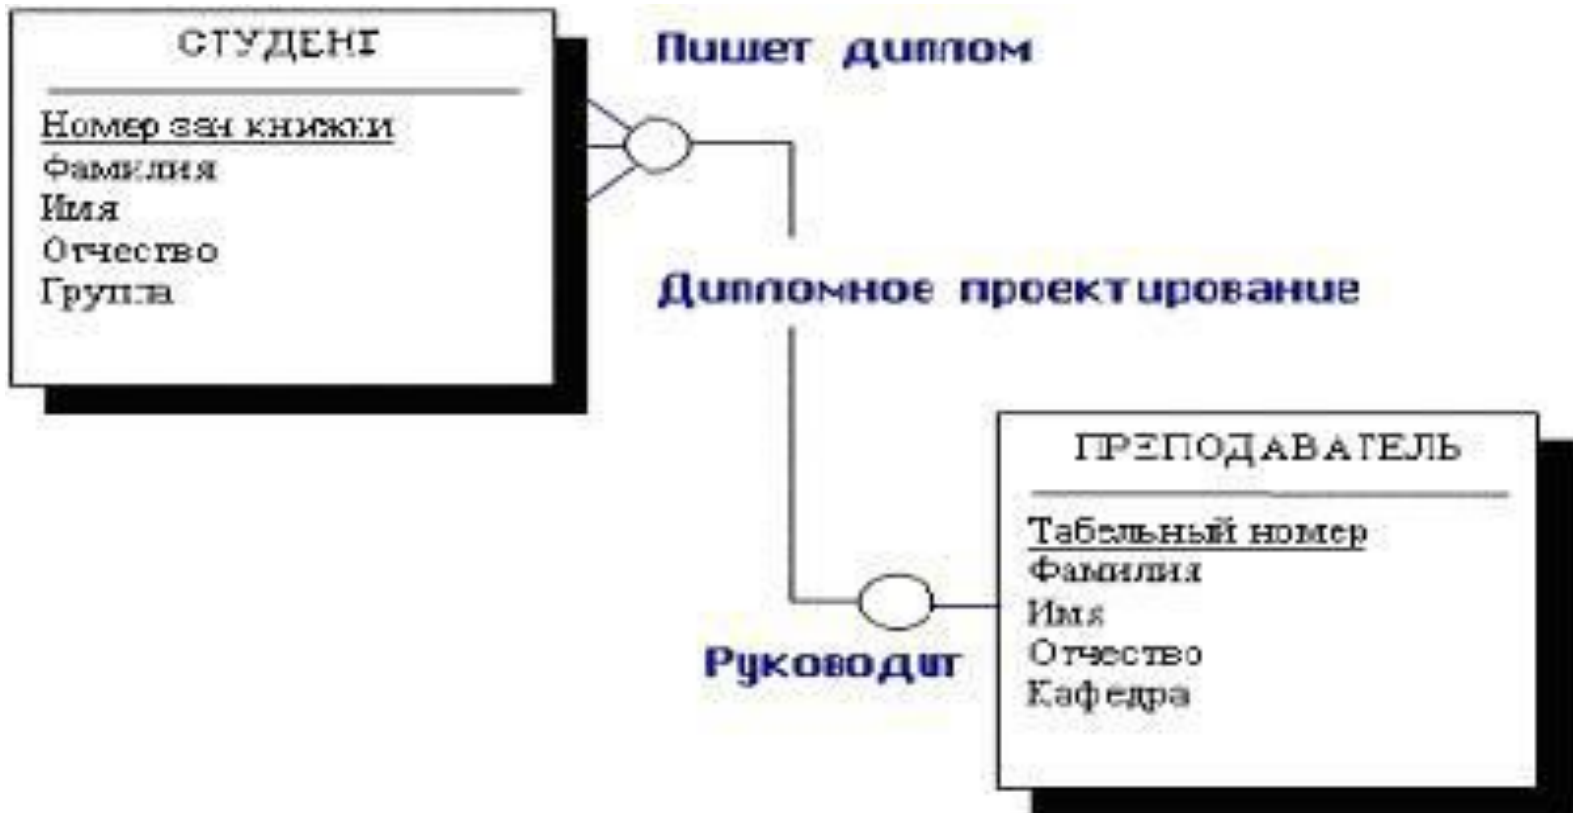 СТУДЕНТ
Номер зач книжки
Фамилия
Имя
Отчество
Группа
Пишет диплом
Дипломное проектирование
Руководит
ПРЕПОДАВАТЕЛЬ
Табельный номер
Фамилия
Имя
Отчество
Кафедра